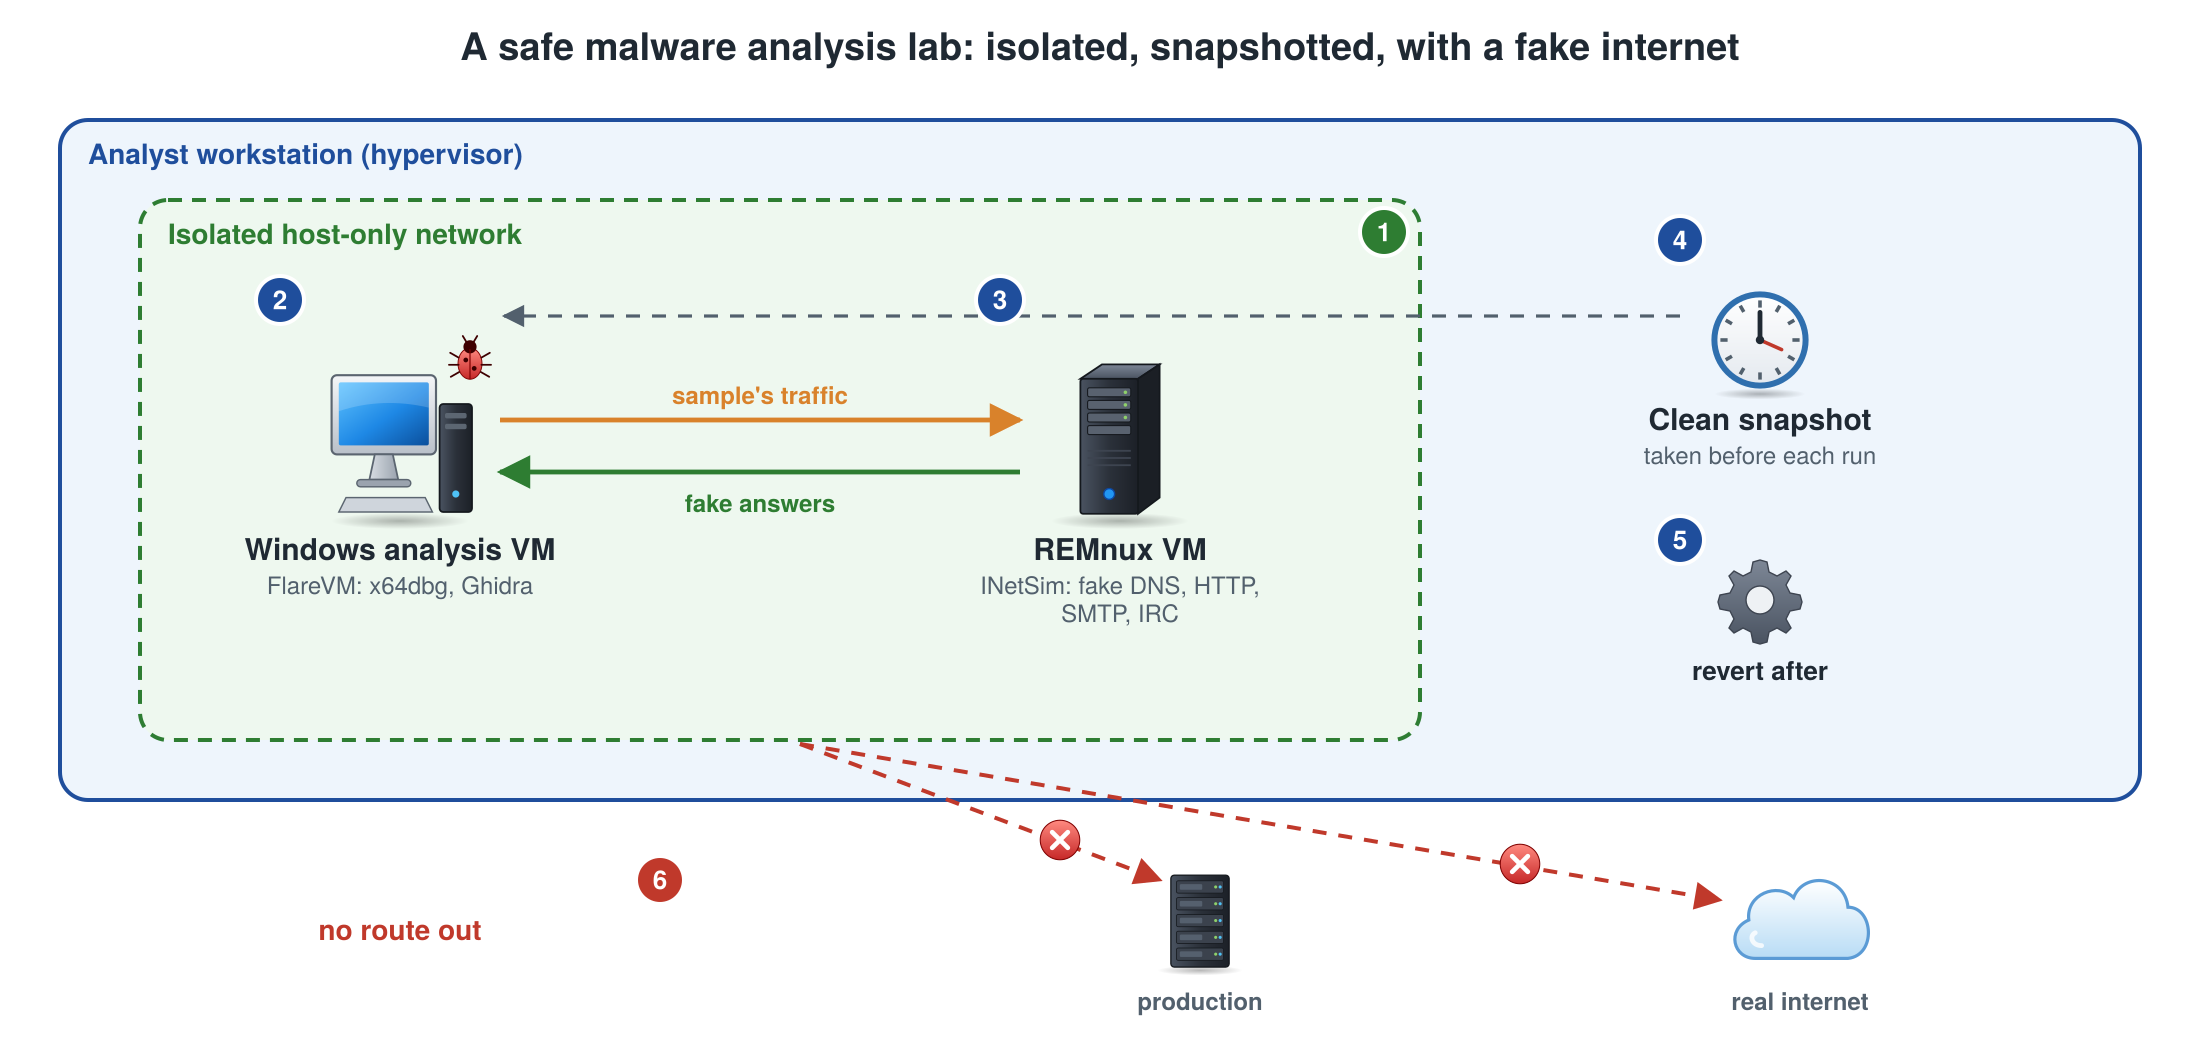 A safe malware analysis lab: isolated, snapshotted, with a fake internet
Analyst workstation (hypervisor)
Isolated host-only network
1
2
3
4
5
6
sample's traffic
fake answers
Windows analysis VM
FlareVM: x64dbg, Ghidra
REMnux VM
INetSim: fake DNS, HTTP,
SMTP, IRC
Clean snapshot
taken before each run
revert after
no route out
production
real internet